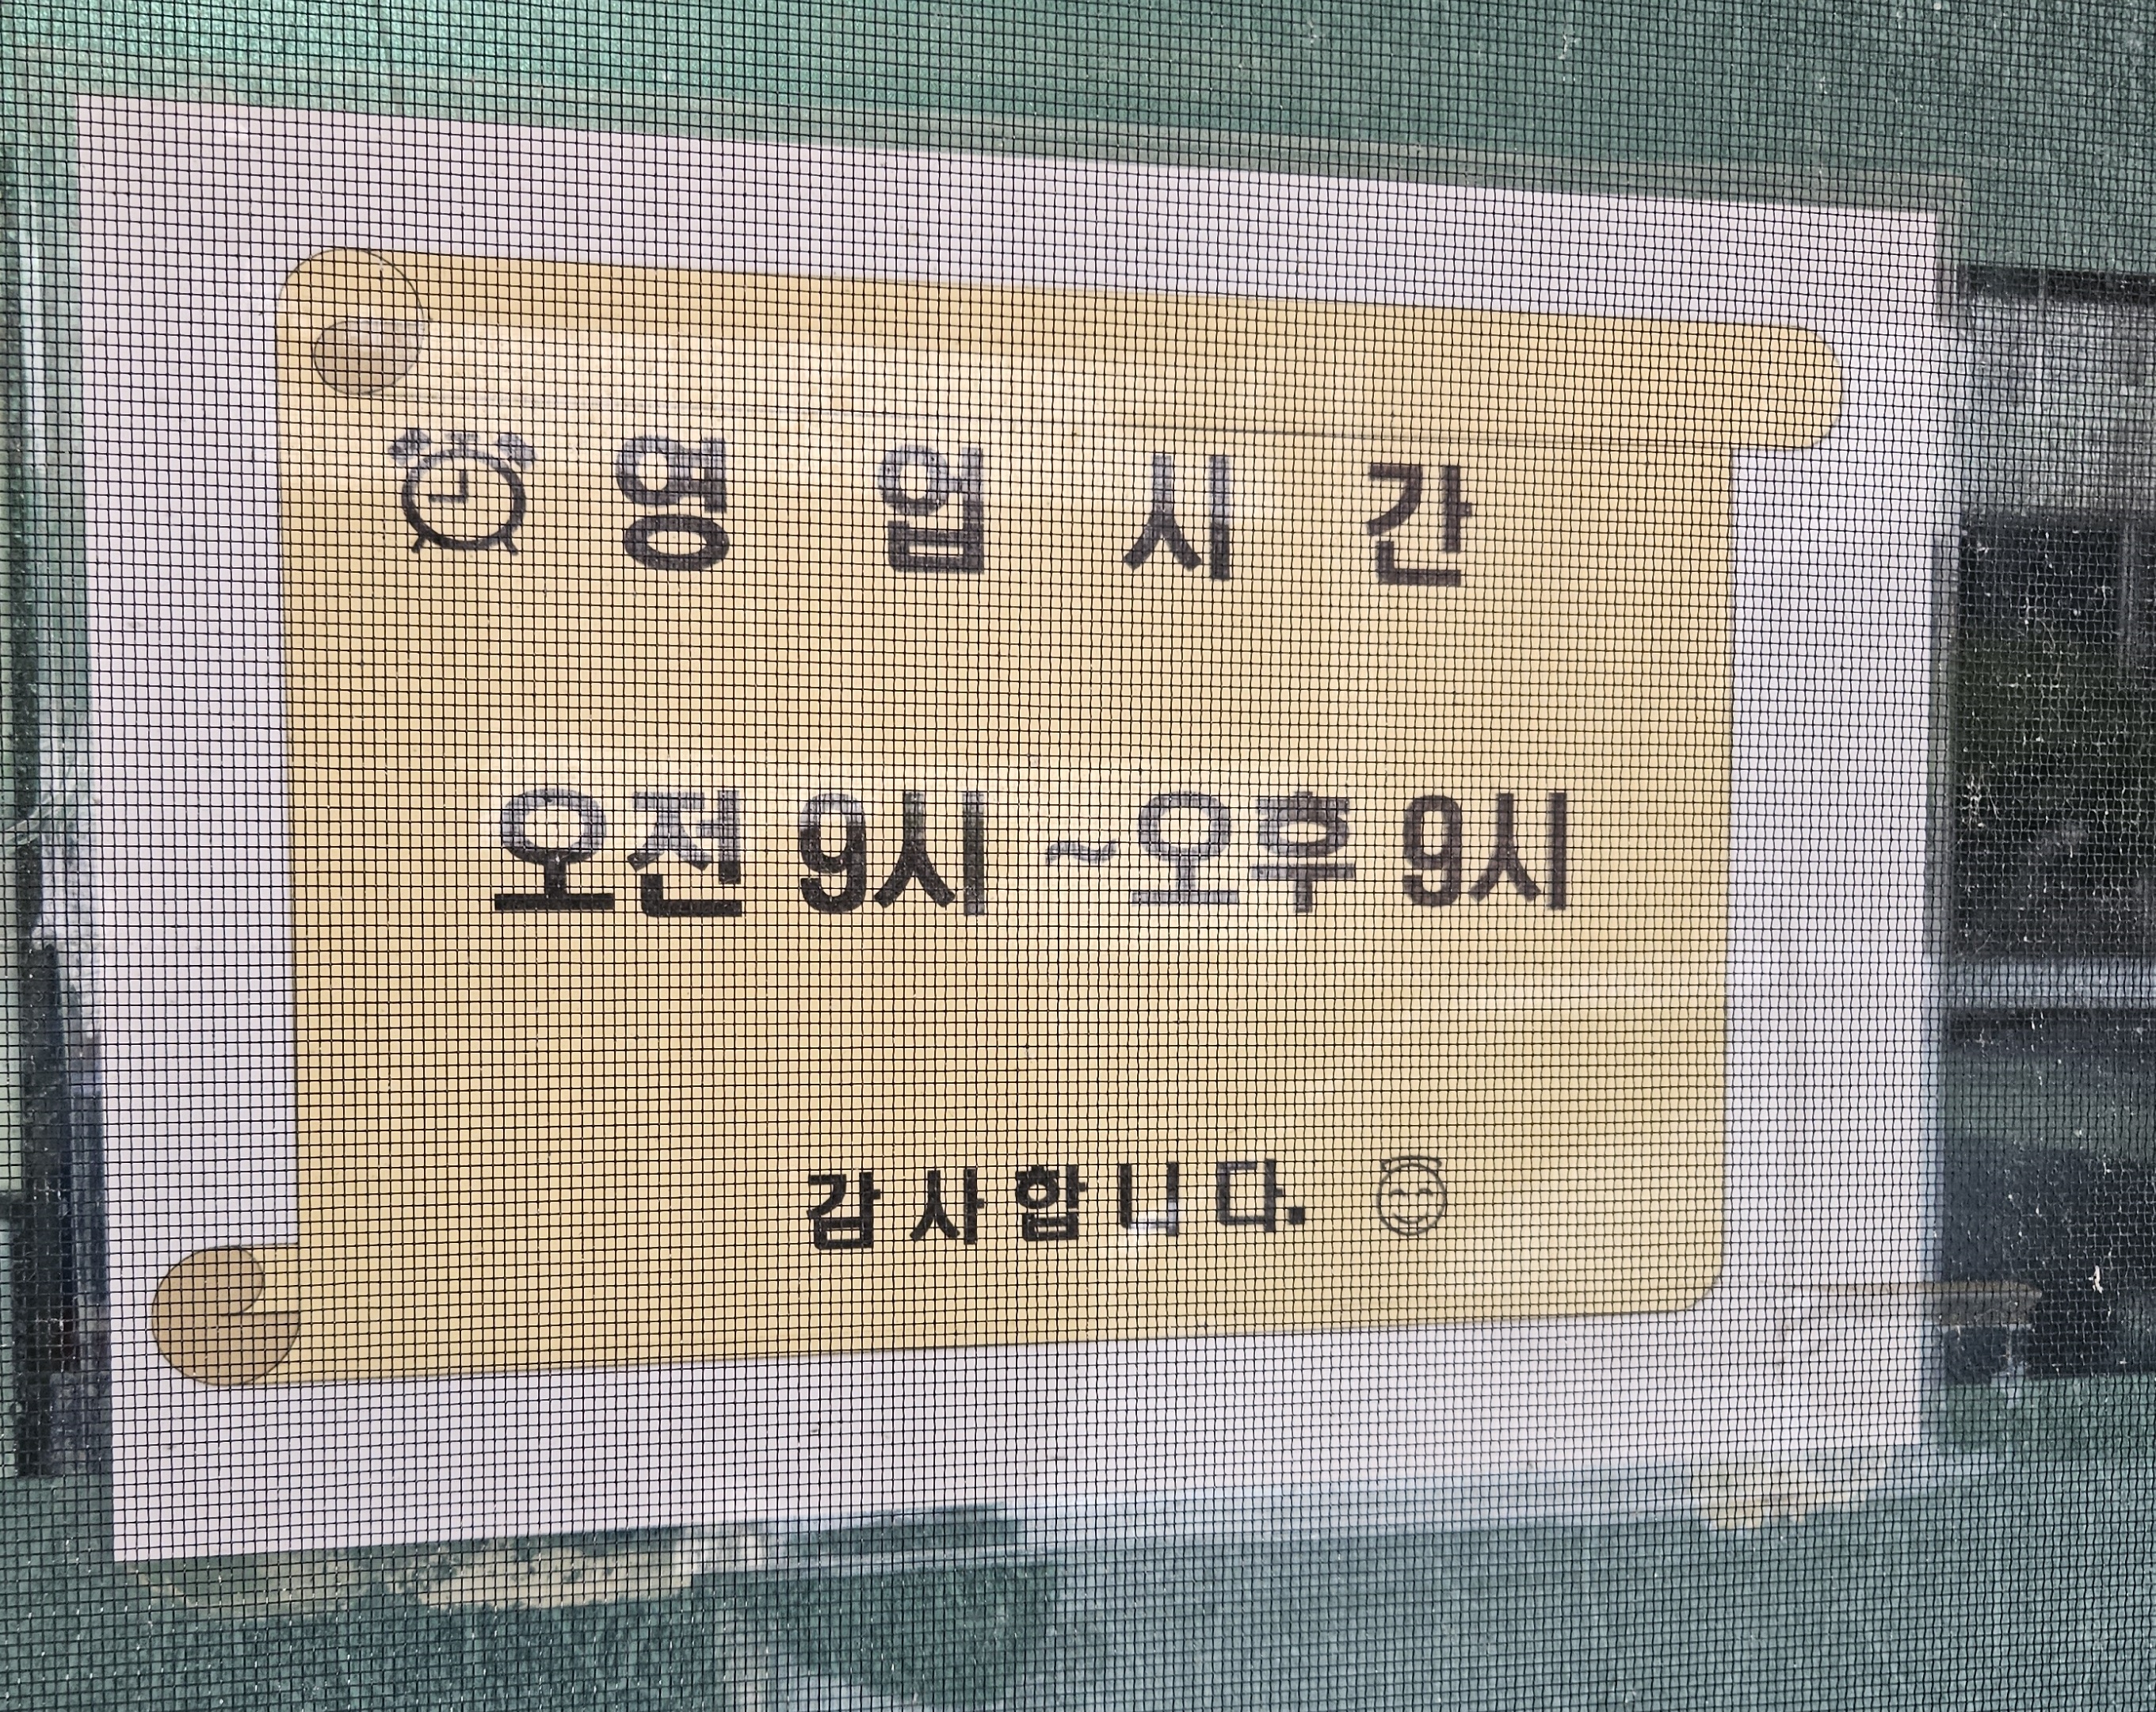 ⏰ 영 업 시 간
오전 9시 ~오후 9시
감사합니다. 😇